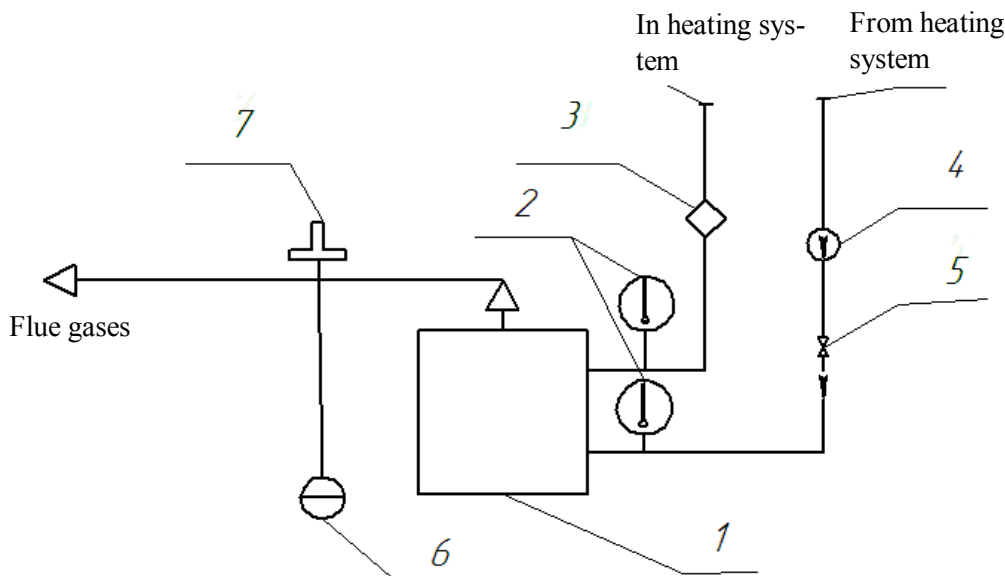 In heating sys-
tem
From heating
system
3
7
4
2
5
Flue gases
6
1